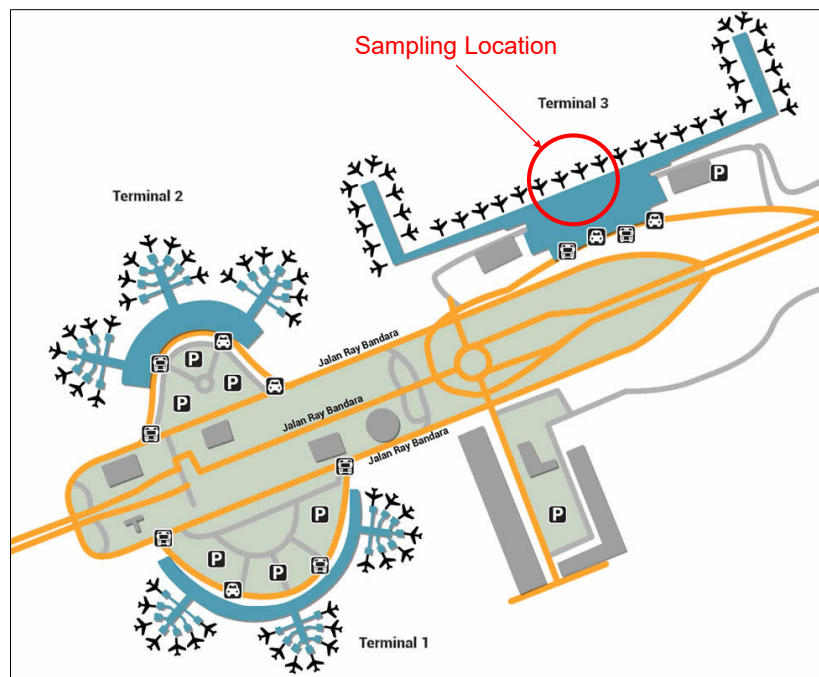 Sampling Location
Terminal 3
P
Terminal 2
Jalan Ray Bandara
P
P
P
Jalan Ray Bandara
Jalan Ray Bandara
P
P
P
P
P
Terminal 1